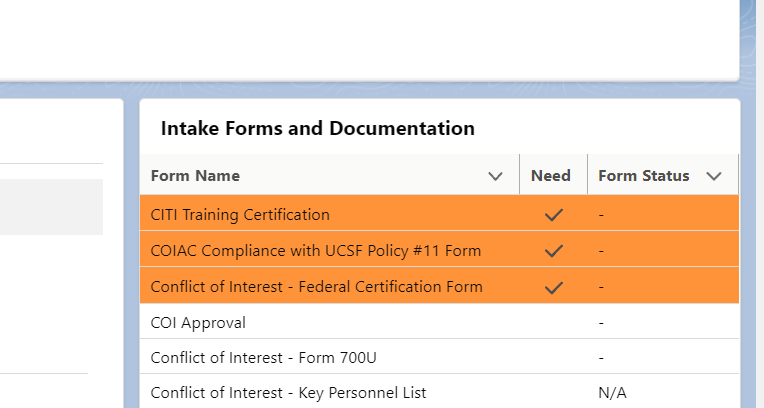 Intake Forms and Documentation
Form Name Need Form Status
CITI Training Certification -
COIAC Compliance with UCSF Policy #11 Form -
Conflict of Interest - Federal Certification Form -
COI Approval -
Conflict of Interest - Form 700U -
Conflict of Interest - Key Personnel List N/A